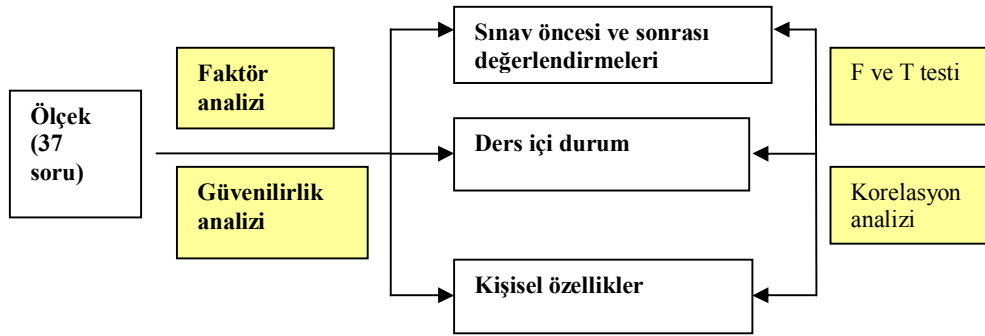 Ölçek
(37
soru)
Faktör
analizi
Güvenilirlik
analizi
Sınav öncesi ve sonrası
değerlendirmeleri
Ders içi durum
Kişisel özellikler
F ve T testi
Korelasyon
analizi